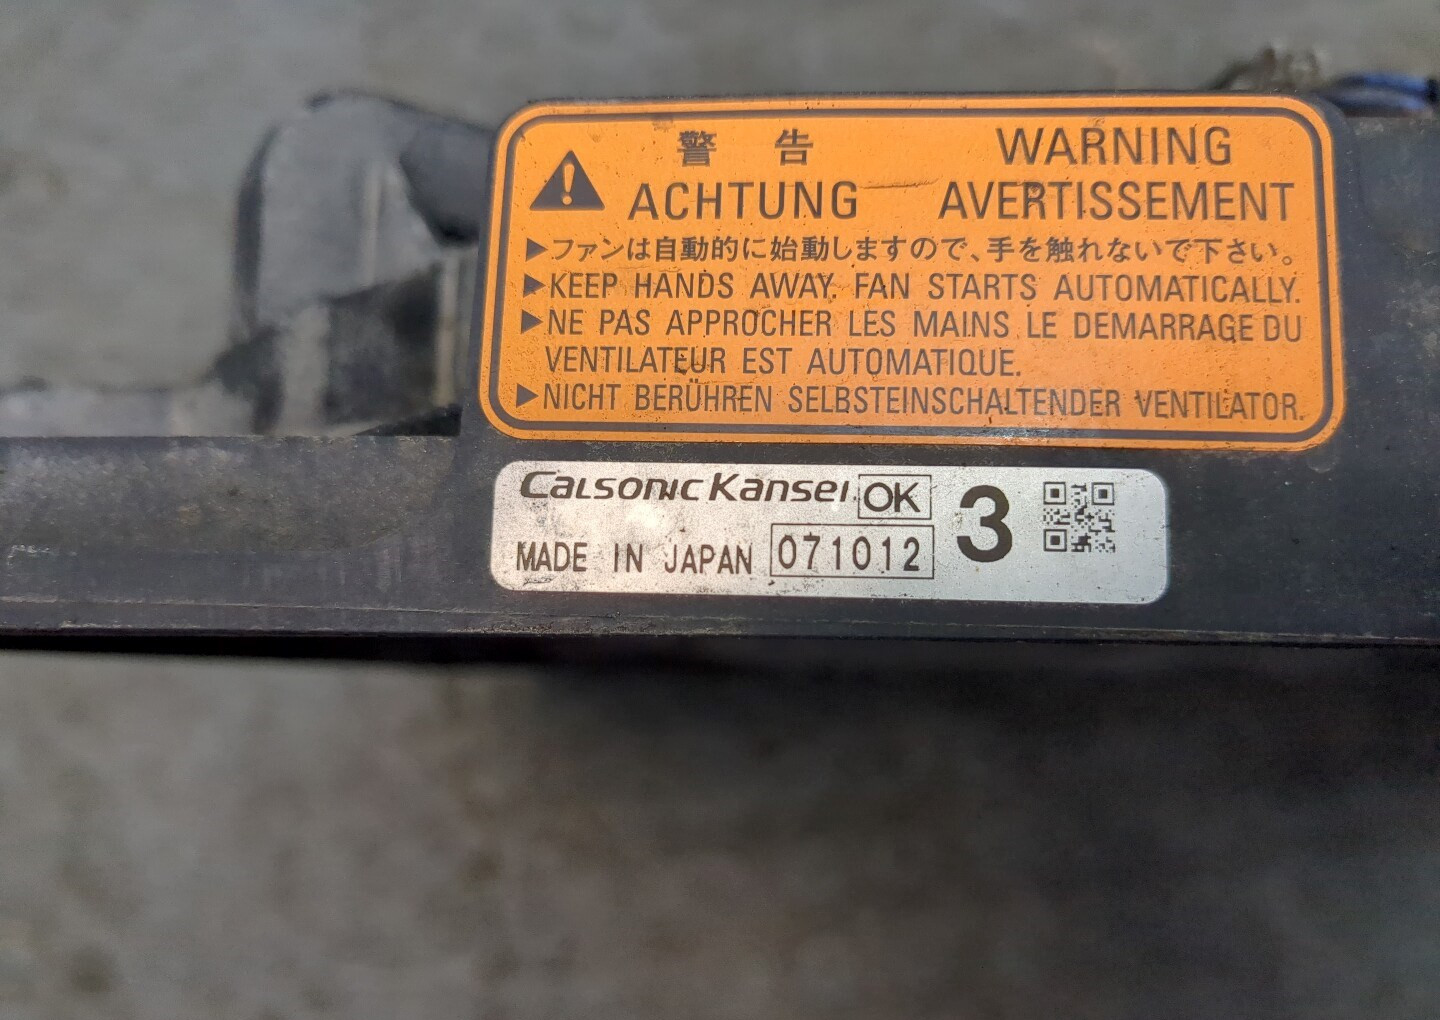 警 告 WARNING
ACHTUNG AVERTISSEMENT
▶ファンは自動的に始動しますので、手を触れないで下さい。
▶KEEP HANDS AWAY. FAN STARTS AUTOMATICALLY.
▶NE PAS APPROCHER LES MAINS LE DEMARRAGE DU
VENTILATEUR EST AUTOMATIQUE.
▶NICHT BERÜHREN SELBSTEINSCHALTENDER VENTILATOR.
CALSONIC KANSEI OK 3
MADE IN JAPAN 071012